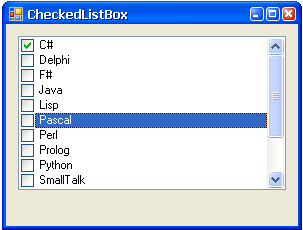 CheckedListBox
C#
Delphi
F#
Java
Lisp
Pascal
Perl
Prolog
Python
SmallTalk